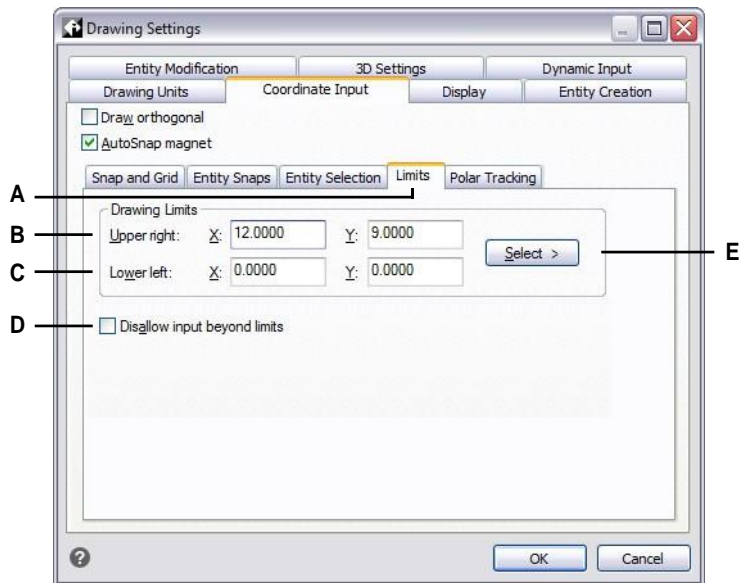 Drawing Settings
Entity Modification 3D Settings Dynamic Input
Drawing Units Coordinate Input Display Entity Creation
Draw orthogonal
AutoSnap magnet
Snap and Grid Entity Snaps Entity Selection Limits Polar Tracking
A
Drawing Limits
B Upper right: X: 12.0000 Y: 9.0000
Select > E
C Lower left: X: 0.0000 Y: 0.0000
D Disallow input beyond limits
? OK Cancel